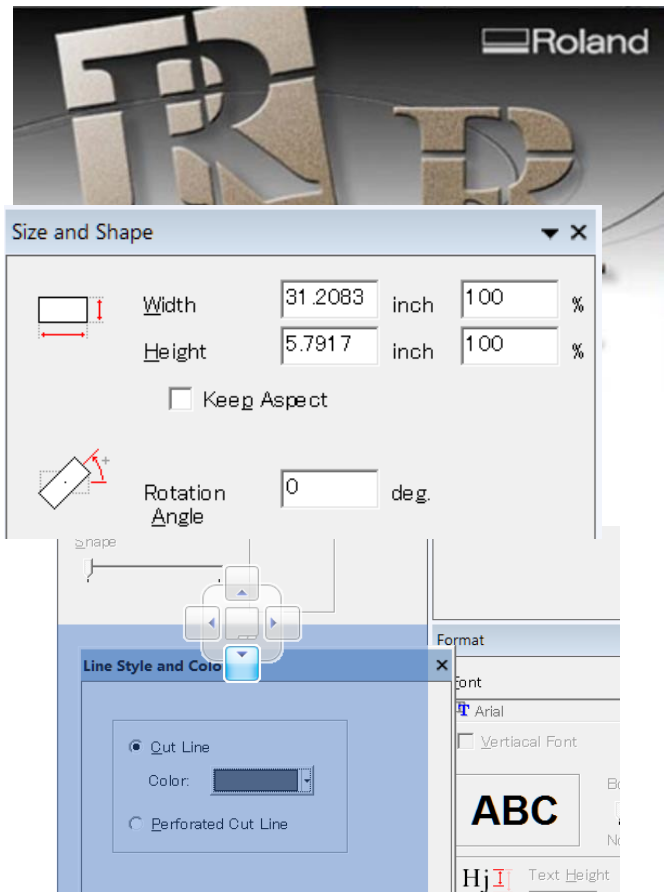 Roland
Size and Shape
Width 31.2083 inch 100 %
Height 5.7917 inch 100 %
Keep Aspect
Rotation Angle 0 deg.
Shape
Format
Line Style and
Font
Arial
Vertiacal Font
Cut Line
Color:
Perforated Cut Line
ABC
Text Height